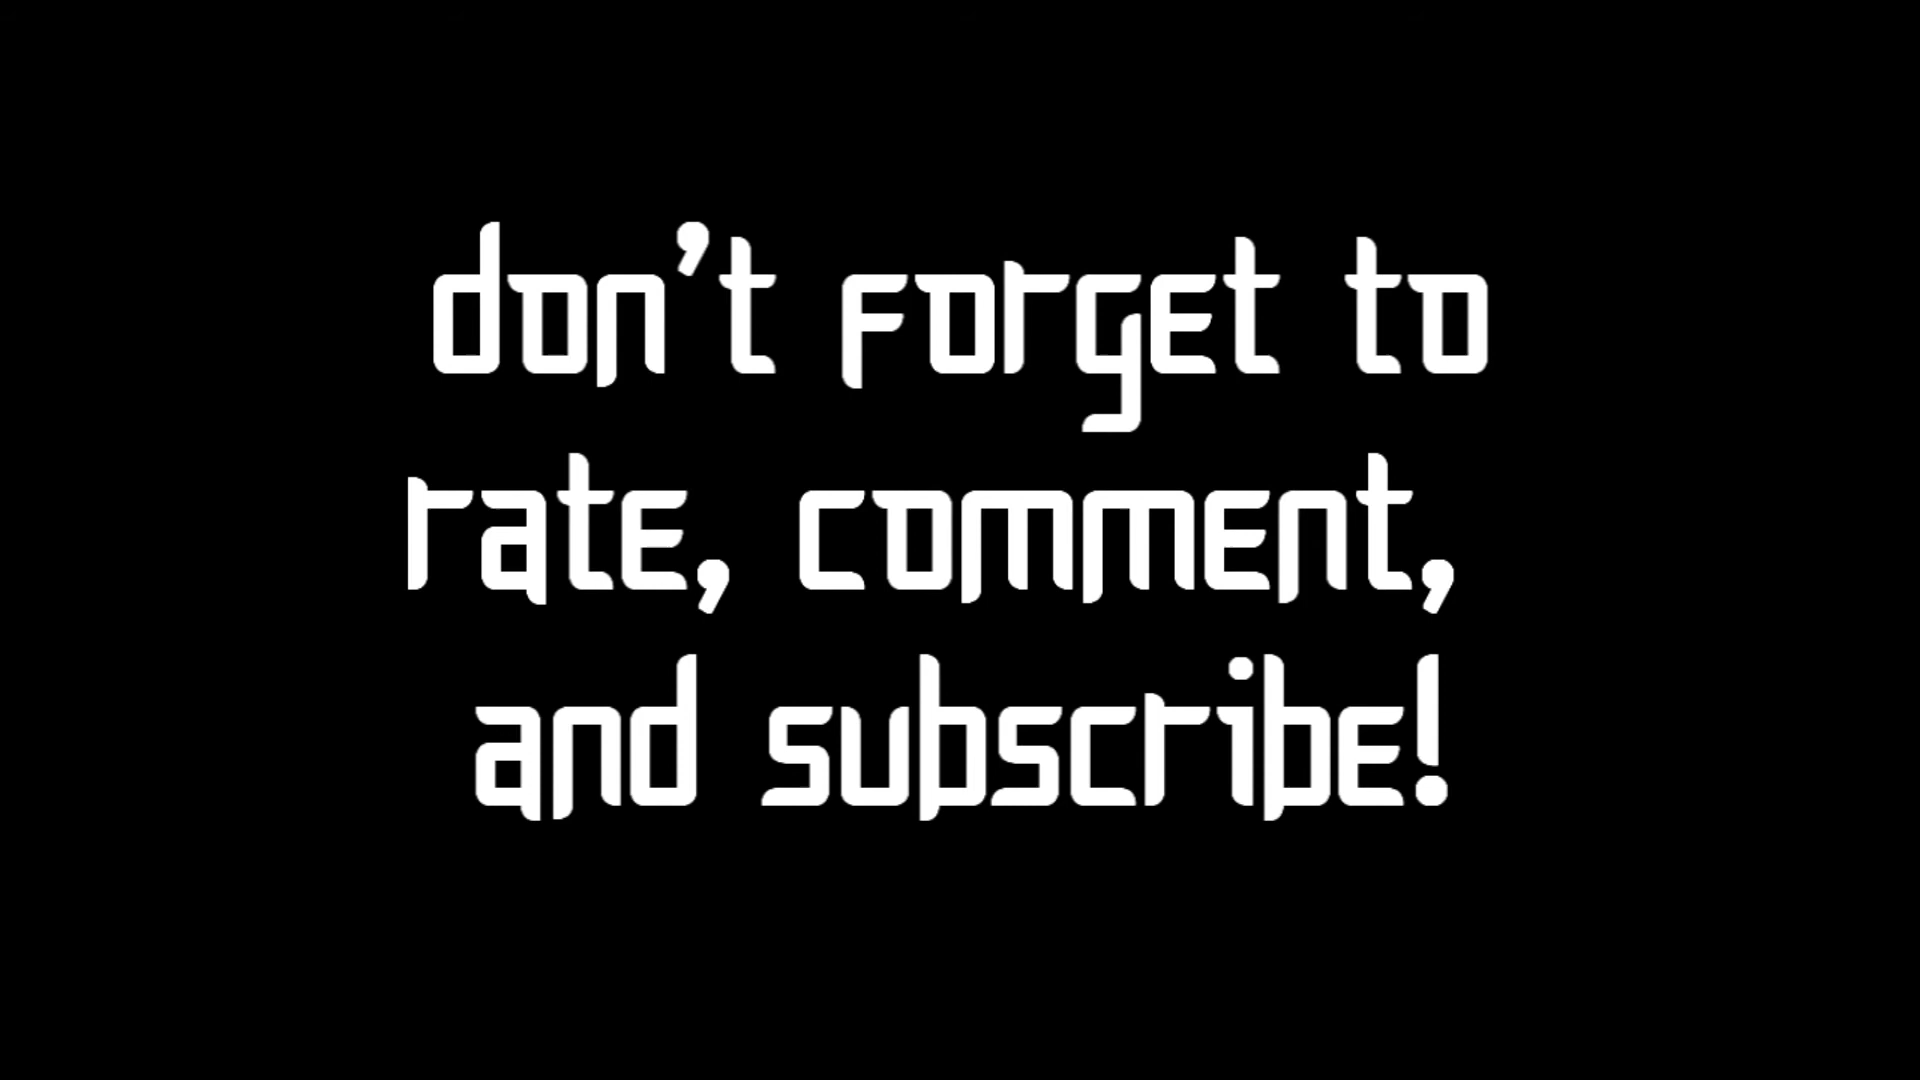 don't forget to
rate, comment,
and subscribe!